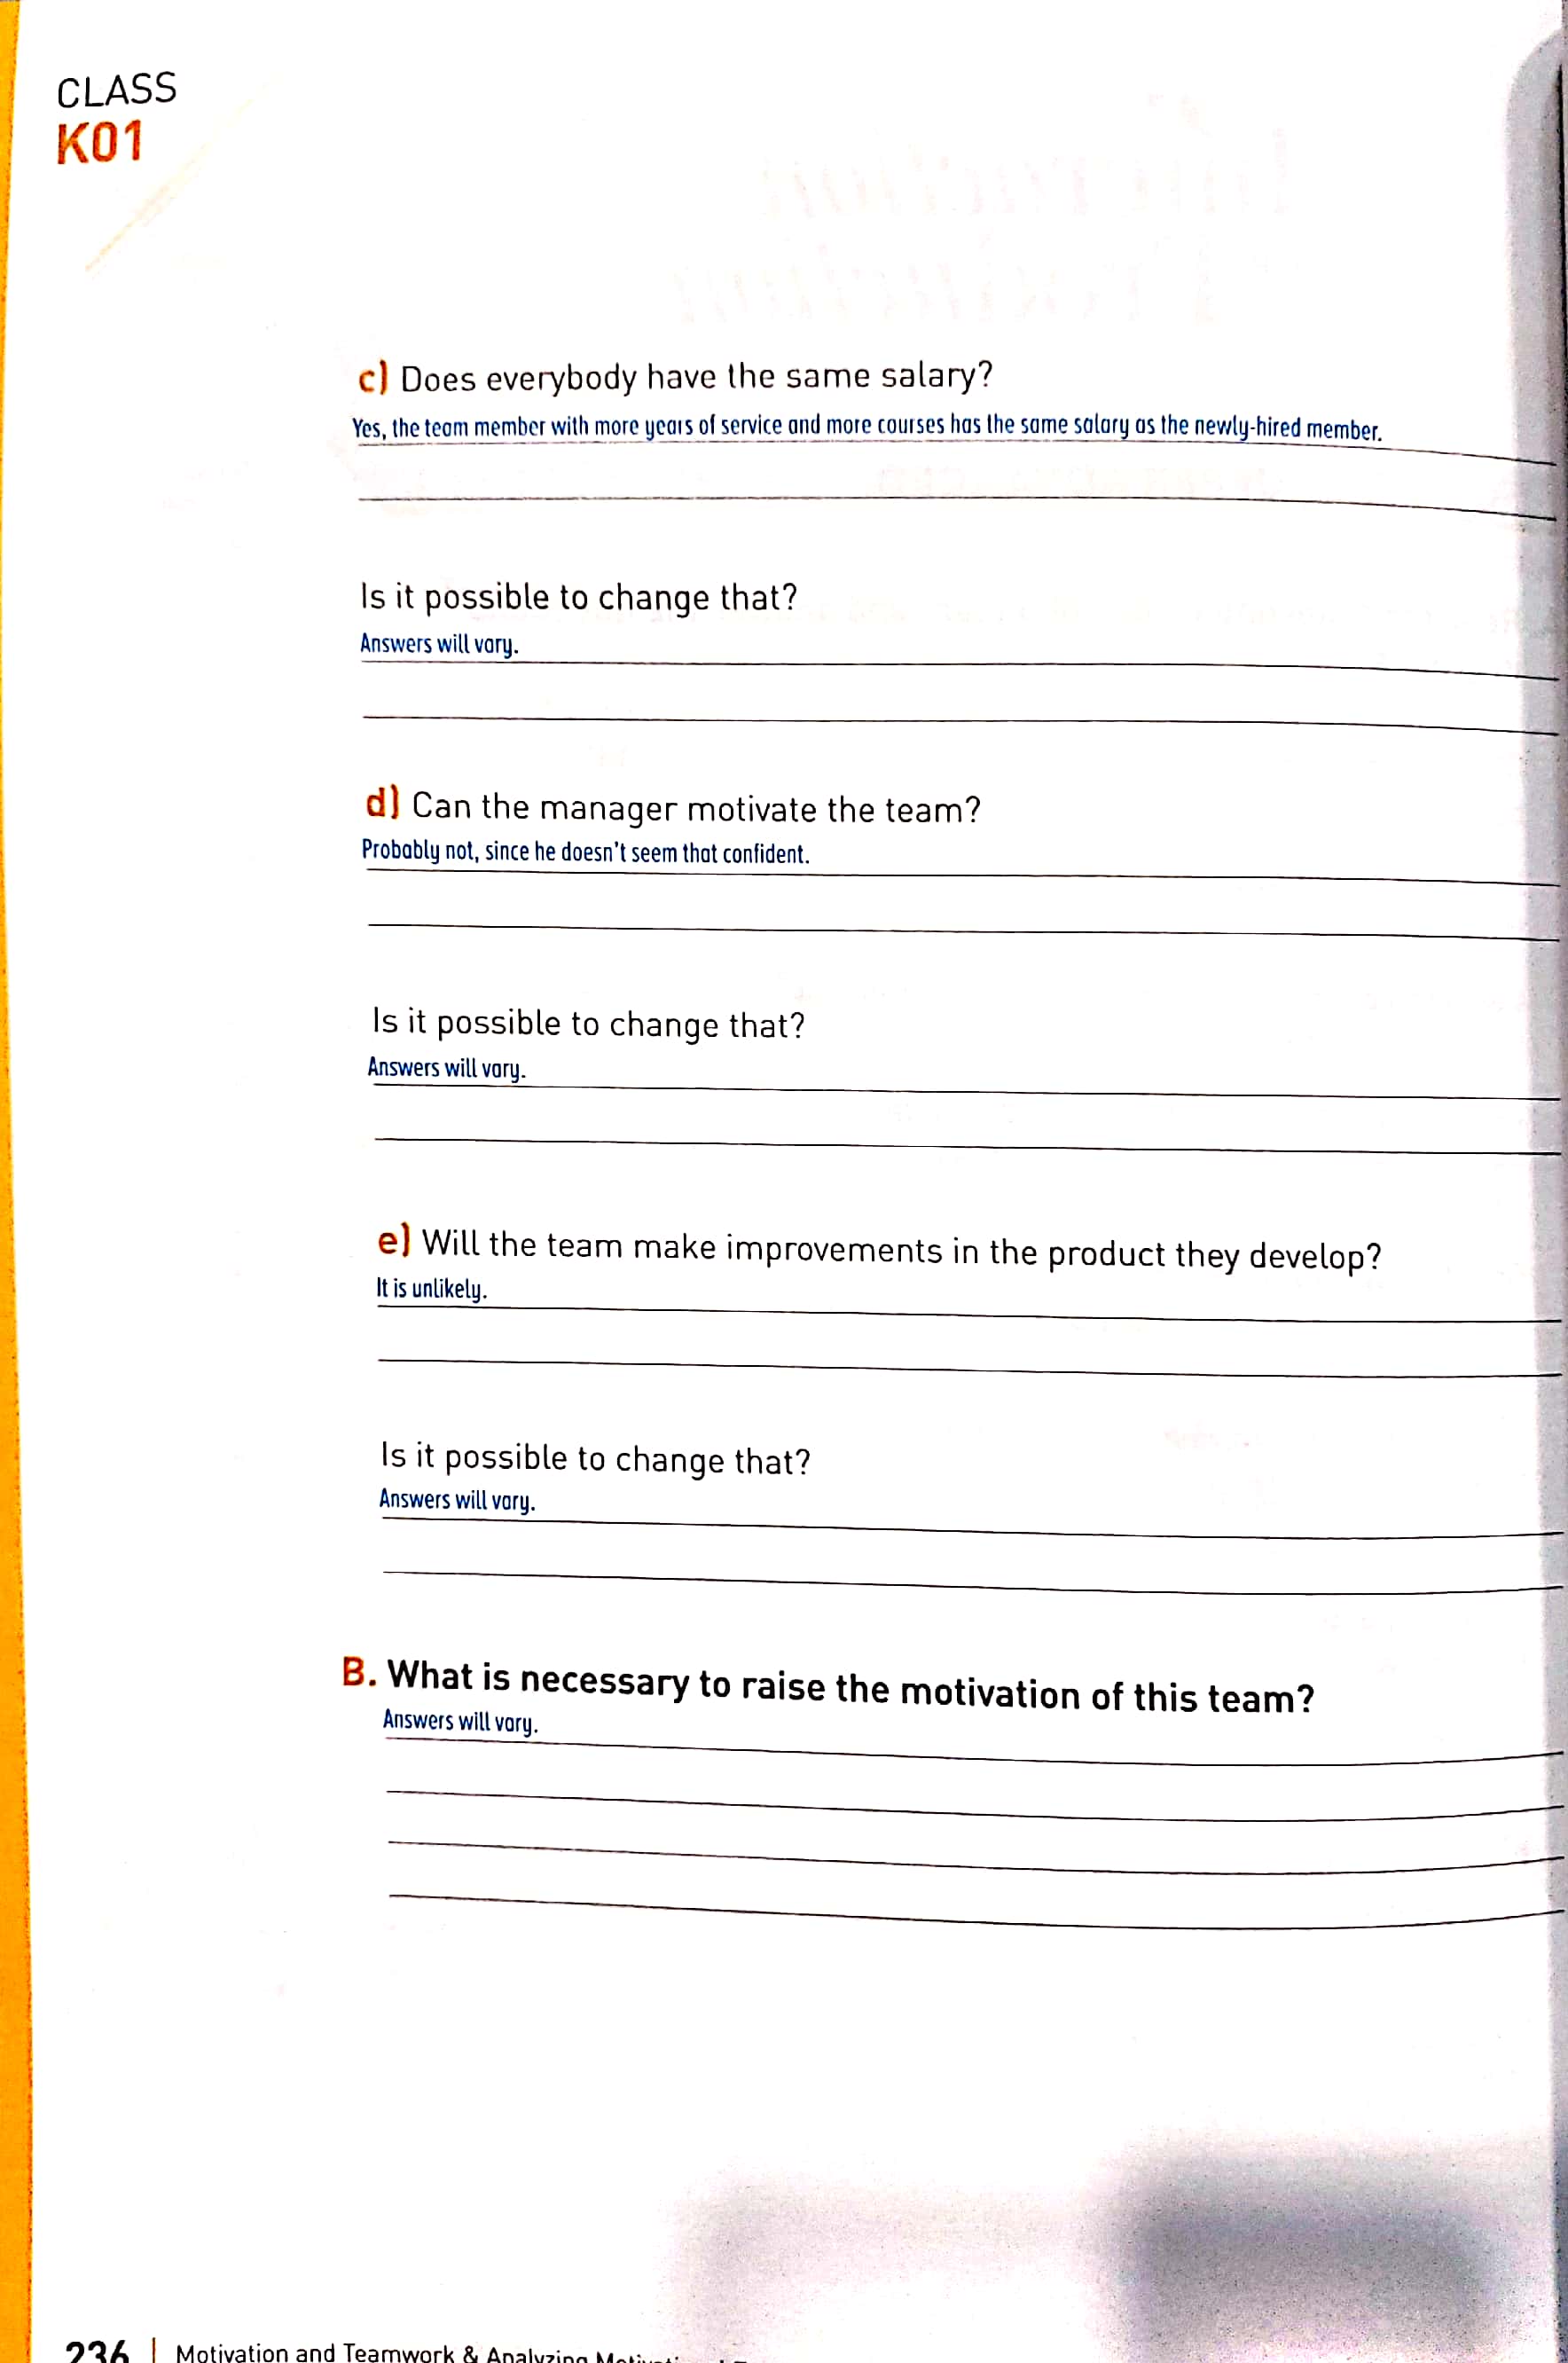 CLASS
K01
c) Does everybody have the same salary?
Yes, the team member with more years of service and more courses has the same salary as the newly-hired member.
Is it possible to change that?
Answers will vary.
d) Can the manager motivate the team?
Probably not, since he doesn't seem that confident.
Is it possible to change that?
Answers will vary.
e) Will the team make improvements in the product they develop?
It is unlikely.
Is it possible to change that?
Answers will vary.
B. What is necessary to raise the motivation of this team?
Answers will vary.
236 | Motivation and Teamwork & Analyzing